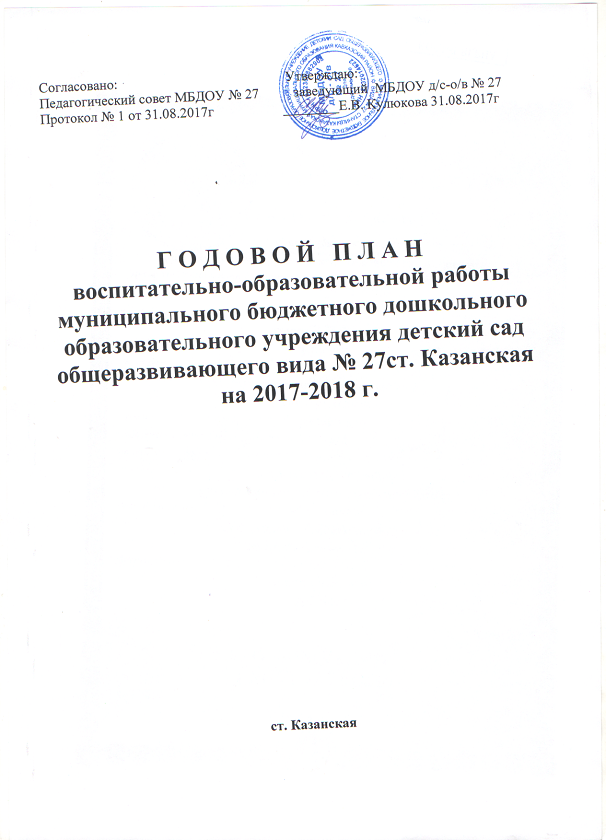 Согласовано:
Педагогический совет МБДОУ № 27
Протокол № 1 от 31.08.2017г
Утверждаю:
заведующий МБДОУ д/с-о/в № 27
Е.В. Кулюкова 31.08.2017г
Г О Д О В О Й П Л А Н
воспитательно-образовательной работы
муниципального бюджетного дошкольного
образовательного учреждения детский сад
общеразвивающего вида № 27ст. Казанская
на 2017-2018 г.
ст. Казанская